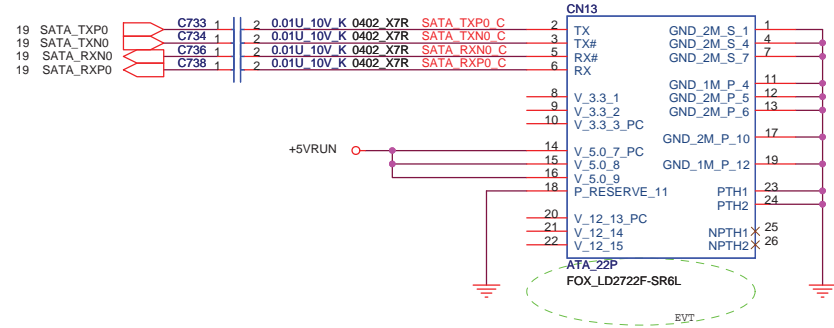 CN13
19 SATA_TXP0 C733 1 2 0.01U_10V_K 0402_X7R SATA_TXP0_C 2 TX GND_2M_S_1 1
19 SATA_TXN0 C734 1 2 0.01U_10V_K 0402_X7R SATA_TXN0_C 3 TX# GND_2M_S_4 4
19 SATA_RXN0 C736 1 2 0.01U_10V_K 0402_X7R SATA_RXN0_C 5 RX# GND_2M_S_7 7
19 SATA_RXP0 C738 1 2 0.01U_10V_K 0402_X7R SATA_RXP0_C 6 RX
GND_1M_P_4 11
8 V_3.3_1 GND_2M_P_5 12
9 V_3.3_2 GND_2M_P_6 13
10 V_3.3_3_PC
GND_2M_P_10 17
+5VRUN 14 V_5.0_7_PC
15 V_5.0_8 GND_1M_P_12 19
16 V_5.0_9
18 P_RESERVE_11 PTH1 23
PTH2 24
20 V_12_13_PC
21 V_12_14 NPTH1 25
22 V_12_15 NPTH2 26
ATA_22P
FOX_LD2722F-SR6L
EVT